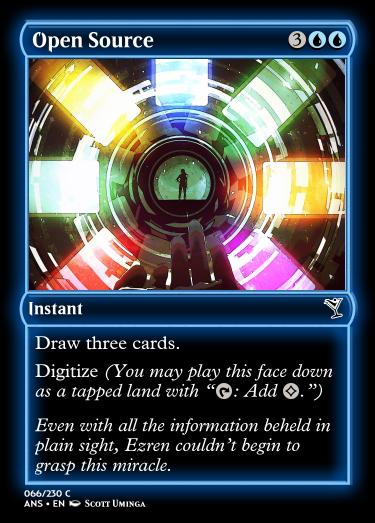 Open Source 3
Instant
Draw three cards.
Digitize (You may play this face down
as a tapped land with “: Add .”)
Even with all the information beheld in
plain sight, Ezren couldn’t begin to
grasp this miracle.
066/230 C
ANS • EN Scott Uminga